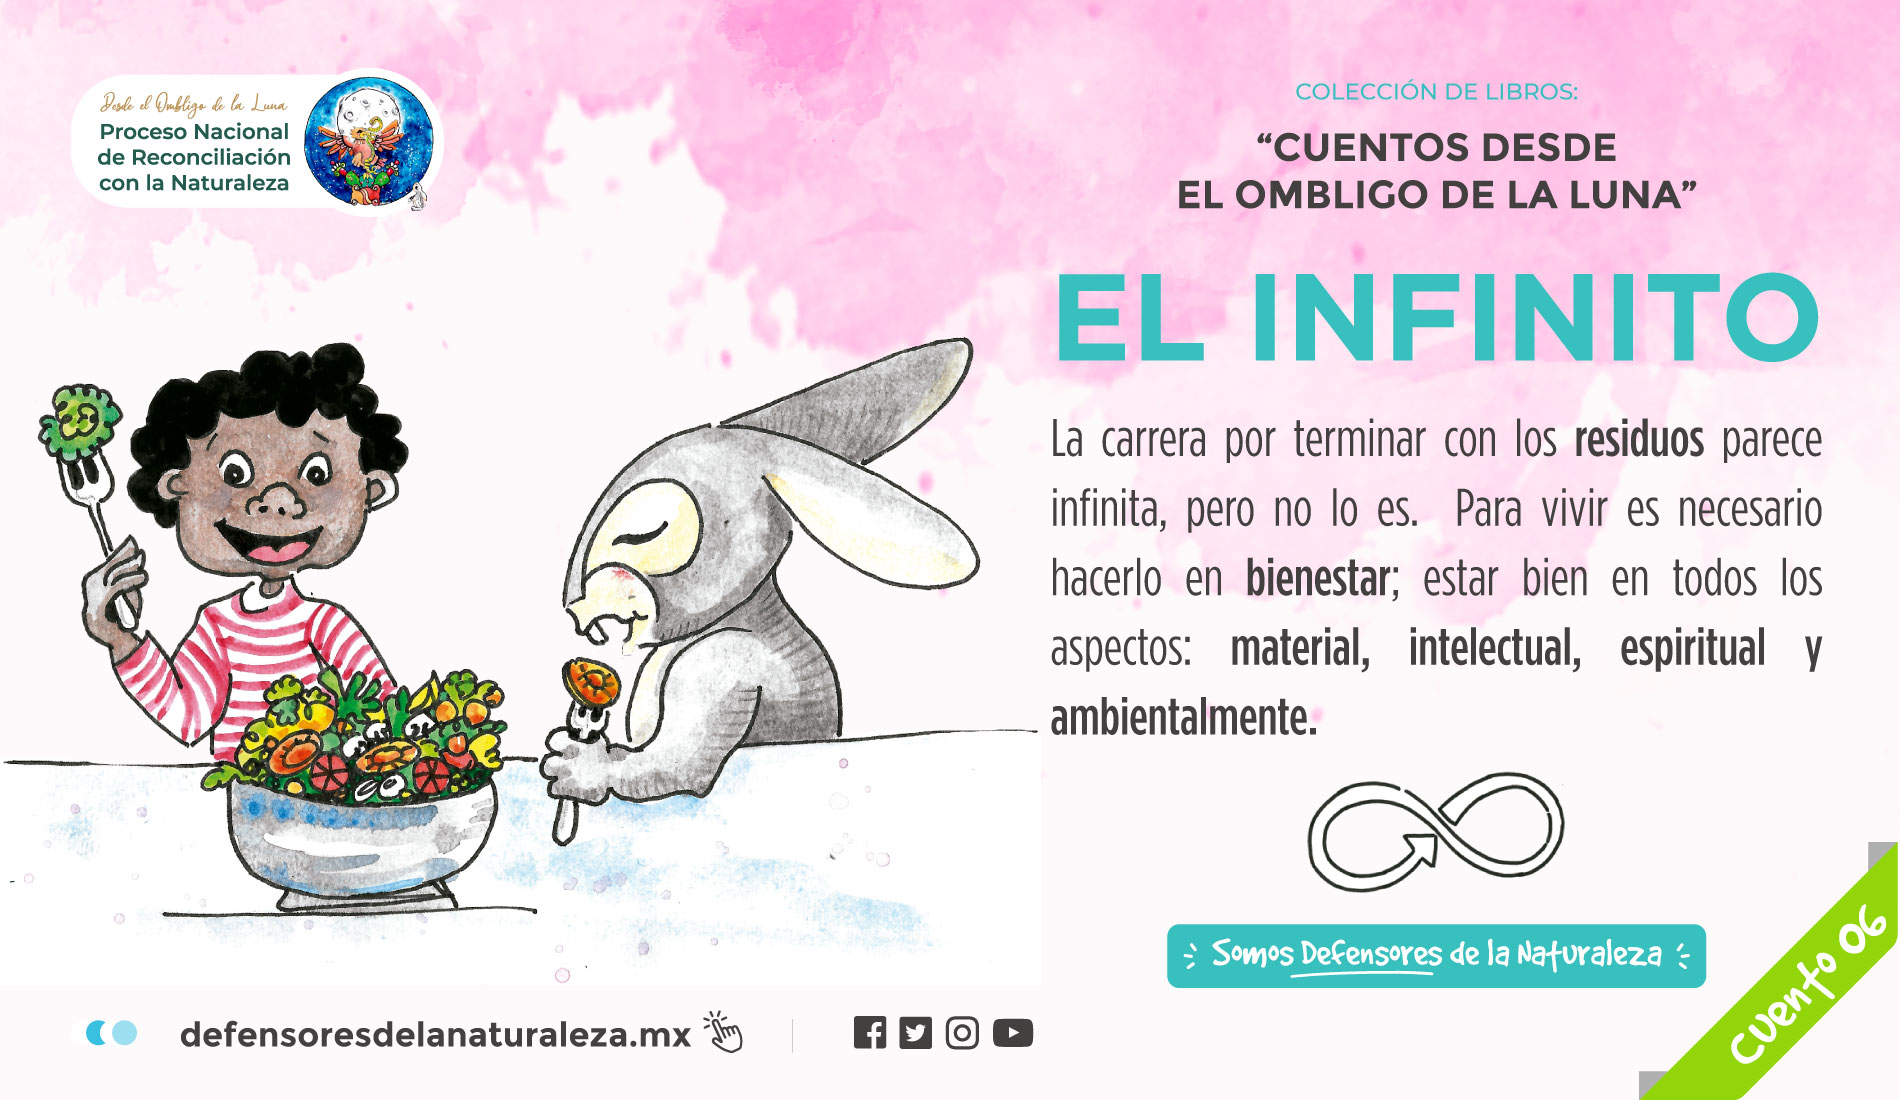 Desde el Ombligo de la Luna
Proceso Nacional
de Reconciliación
con la Naturaleza
COLECCIÓN DE LIBROS:
“CUENTOS DESDE
EL OMBLIGO DE LA LUNA”
EL INFINITO
La carrera por terminar con los residuos parece
infinita, pero no lo es. Para vivir es necesario
hacerlo en bienestar; estar bien en todos los
aspectos: material, intelectual, espiritual y
ambientalmente.
Somos Defensores de la Naturaleza
Cuento 06
defensoresdelanaturaleza.mx